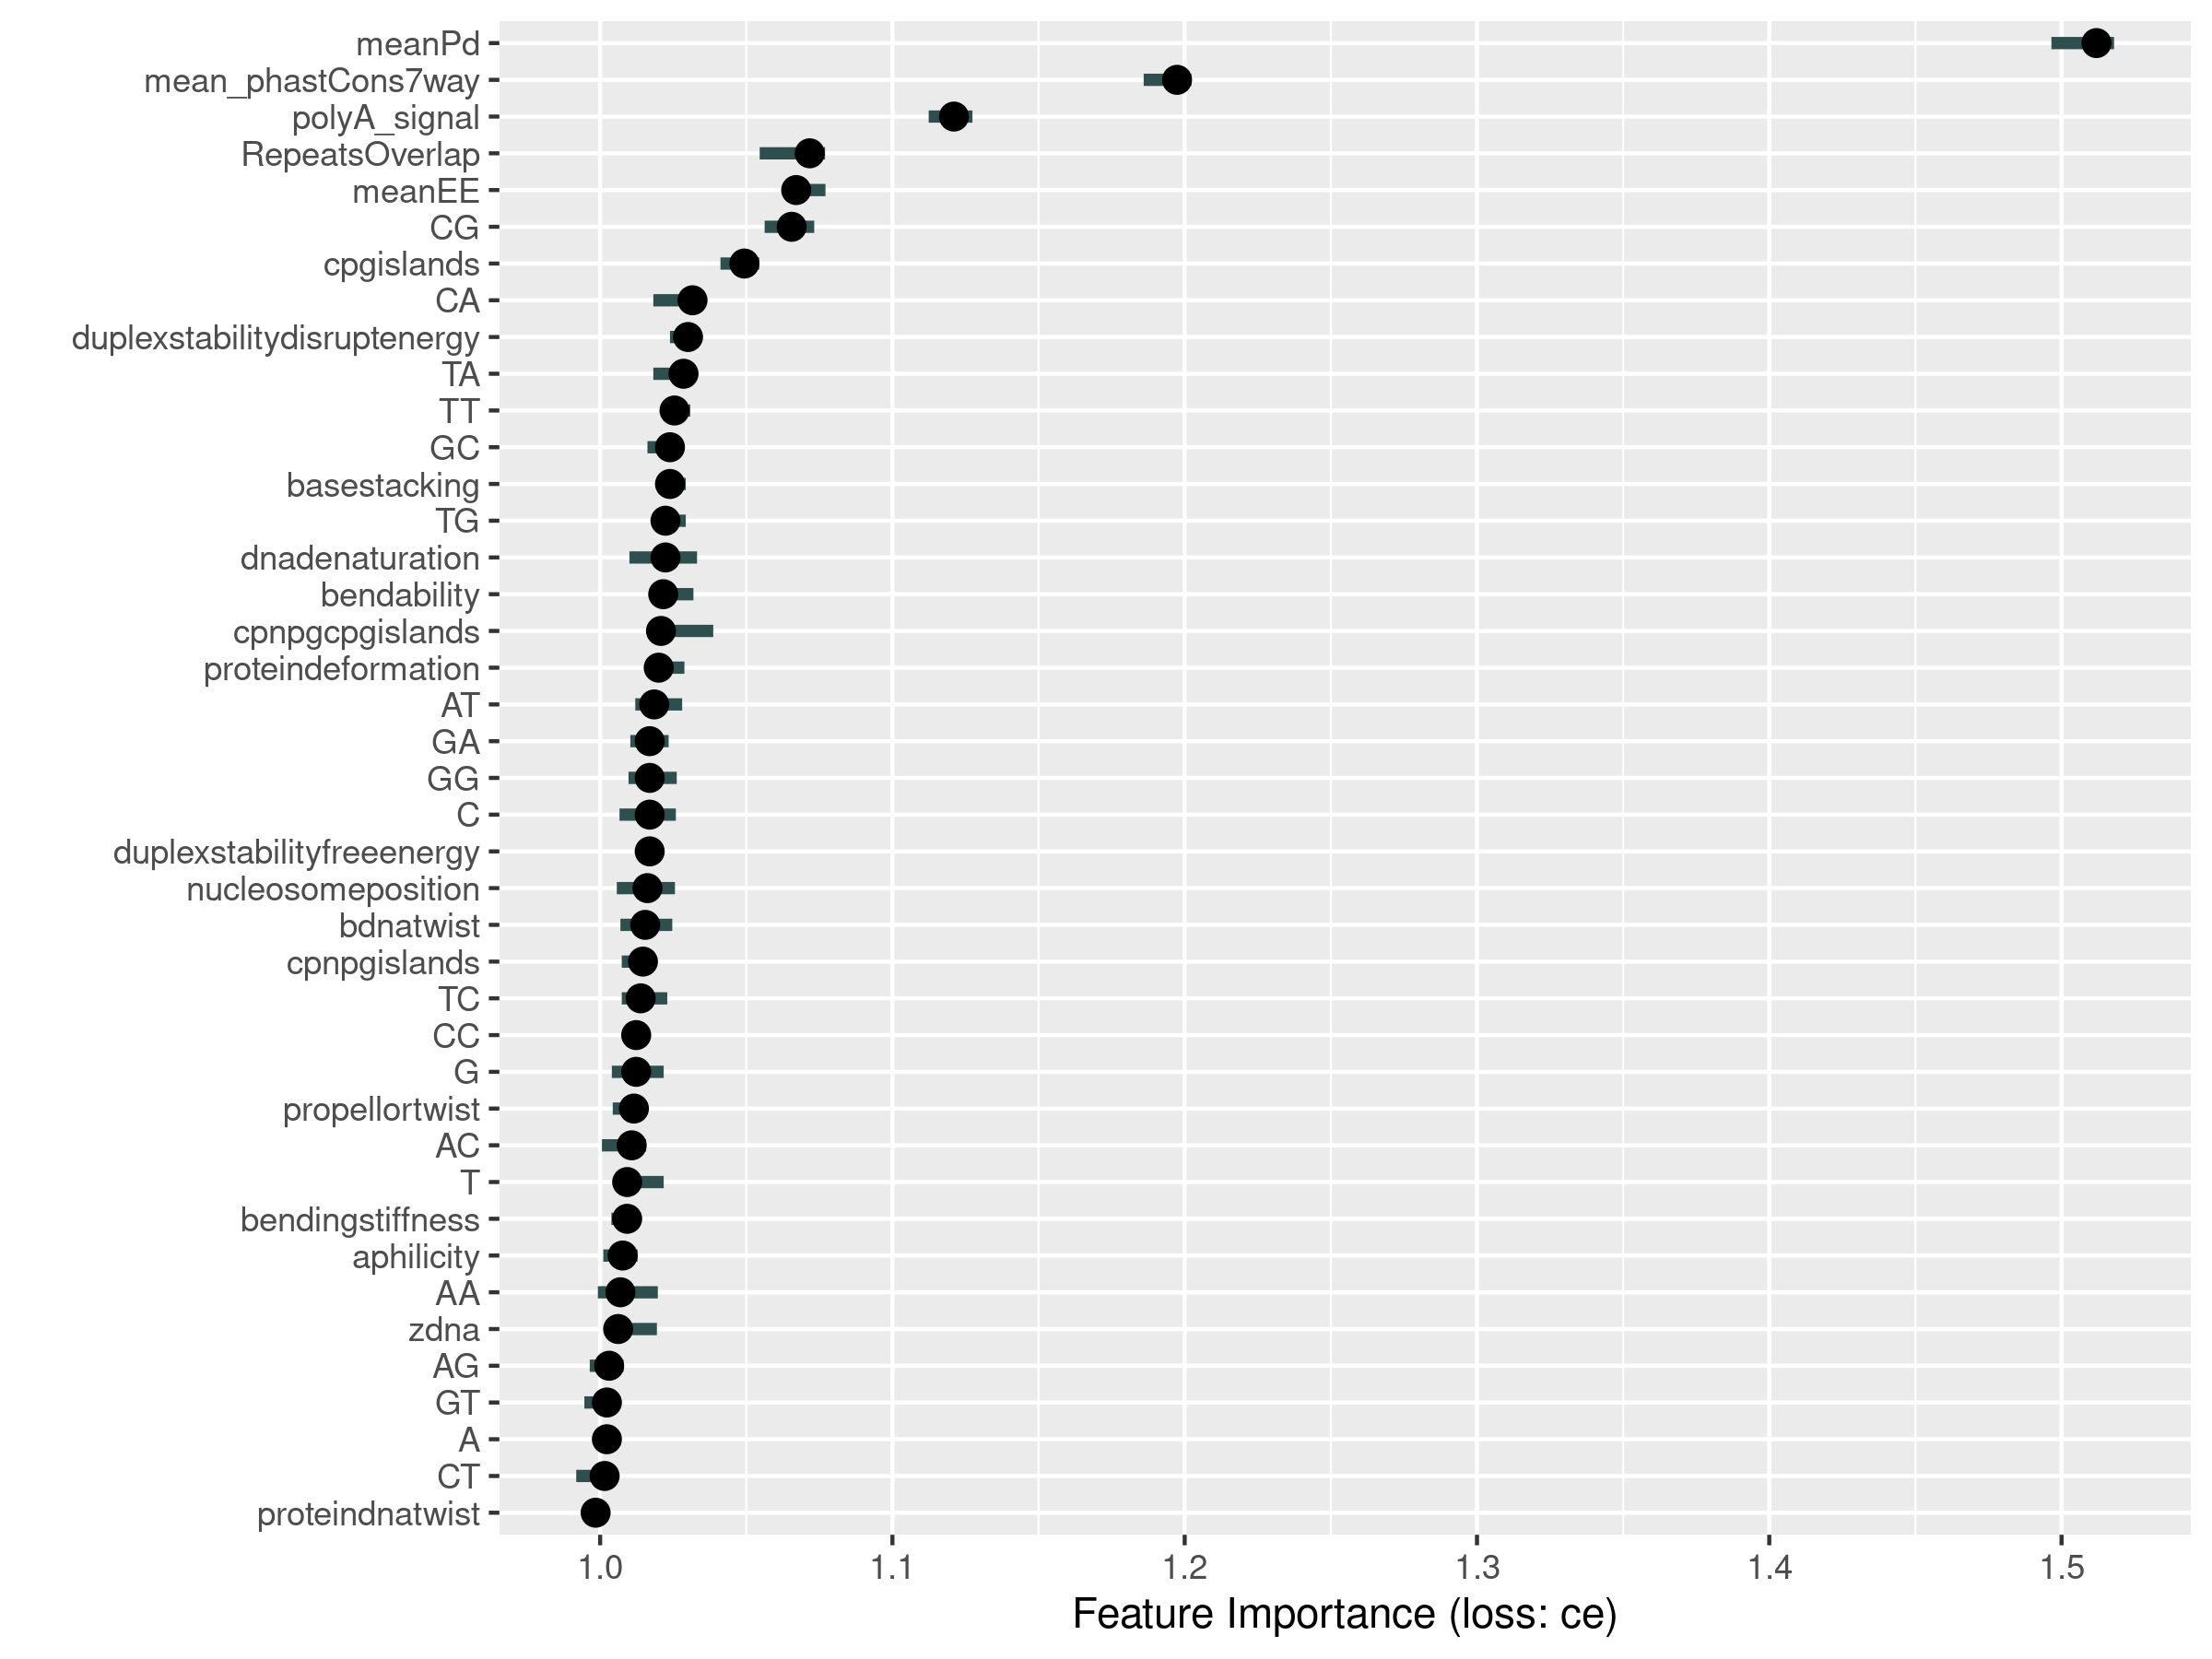 meanPd
mean_phastCons7way
polyA_signal
RepeatsOverlap
meanEE
CG
cpgislands
CA
duplexstabilitydisruptenergy
TA
TT
GC
basestacking
TG
dnadenaturation
bendability
cpnpgcpgislands
proteindeformation
AT
GA
GG
C
duplexstabilityfreeenergy
nucleosomeposition
bdnatwist
cpnpgislands
TC
CC
G
propellortwist
AC
T
bendingstiffness
aphilicity
AA
zdna
AG
GT
A
CT
proteindnatwist
1.0 1.1 1.2 1.3 1.4 1.5
Feature Importance (loss: ce)